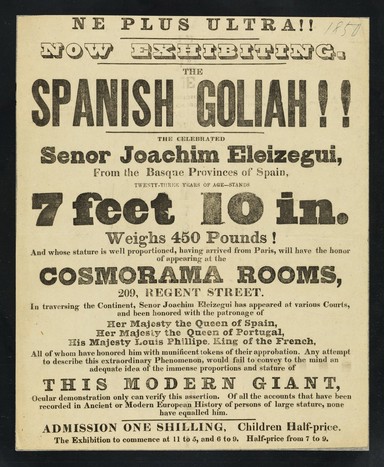 NE PLUS ULTRA!!
1850
NOW EXHIBITING.
THE
SPANISH GOLIAH!!
THE CELEBRATED
Senor Joachim Eleizegui,
From the Basque Provinces of Spain,
TWENTY-THREE YEARS OF AGE—STANDS
7 feet 10 in.
Weighs 450 Pounds!
And whose stature is well proportioned, having arrived from Paris, will have the honor
of appearing at the
COSMORAMA ROOMS,
209, REGENT STREET.
In traversing the Continent, Senor Joachim Eleizegui has appeared at various Courts,
and been honored with the patronage of
Her Majesty the Queen of Spain,
Her Majesty the Queen of Portugal,
His Majesty Louis Phillipe, King of the French,
All of whom have honored him with munificent tokens of their approbation. Any attempt
to describe this extraordinary Phenomenon, would fail to convey to the mind an
adequate idea of the immense proportions and stature of
THIS MODERN GIANT,
Ocular demonstration only can verify this assertion. Of all the accounts that have been
recorded in Ancient or Modern European History of persons of large stature, none
have equalled him.
ADMISSION ONE SHILLING, Children Half-price.
The Exhibition to commence at 11 to 5, and 6 to 9. Half-price from 7 to 9.